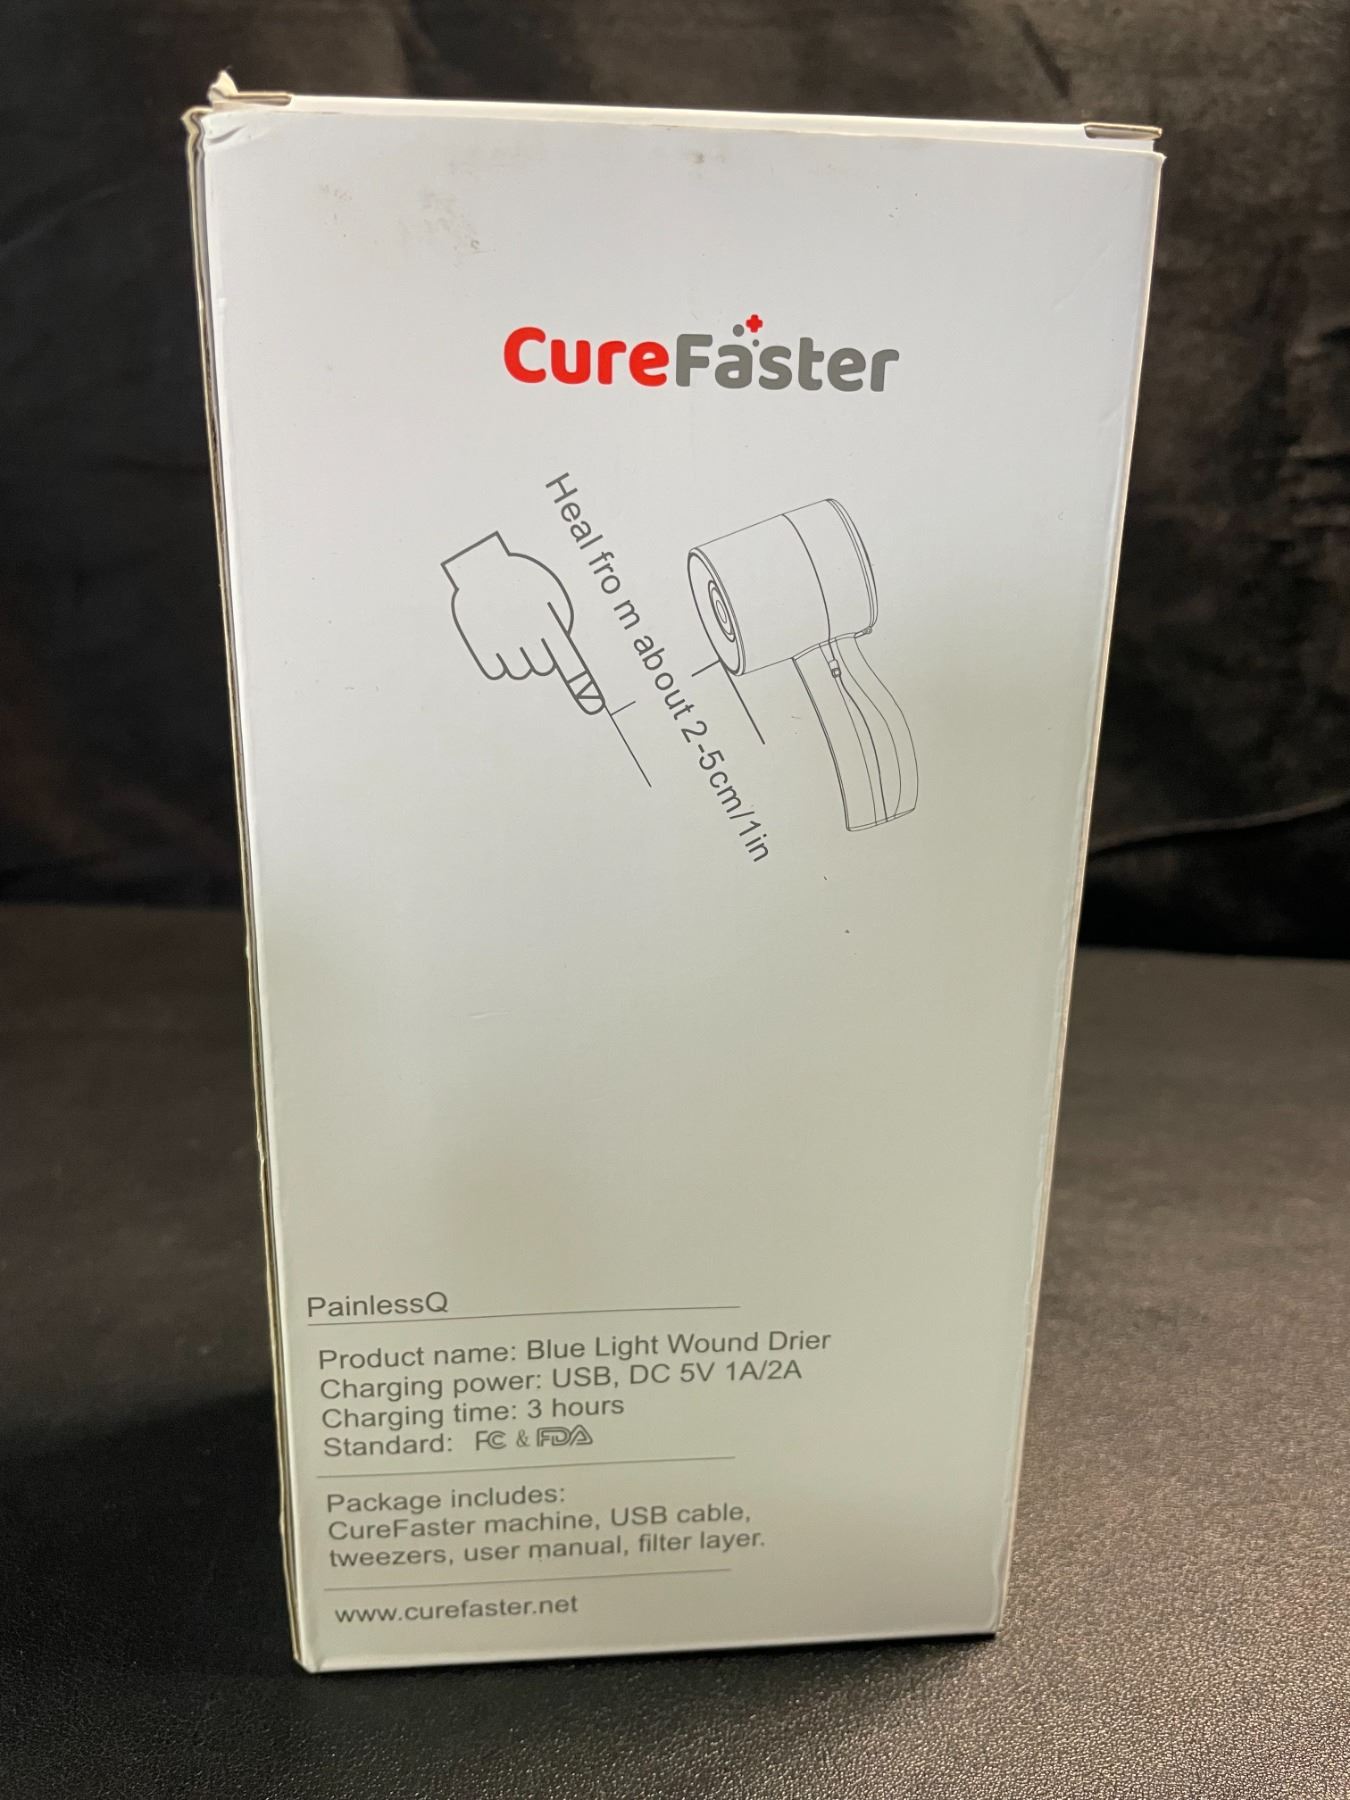 CureFaster
Heal fro m about 2-5cm/1in
PainlessQ
Product name: Blue Light Wound Drier
Charging power: USB, DC 5V 1A/2A
Charging time: 3 hours
Standard: FC & FDA
Package includes:
CureFaster machine, USB cable,
tweezers, user manual, filter layer.
www.curefaster.net